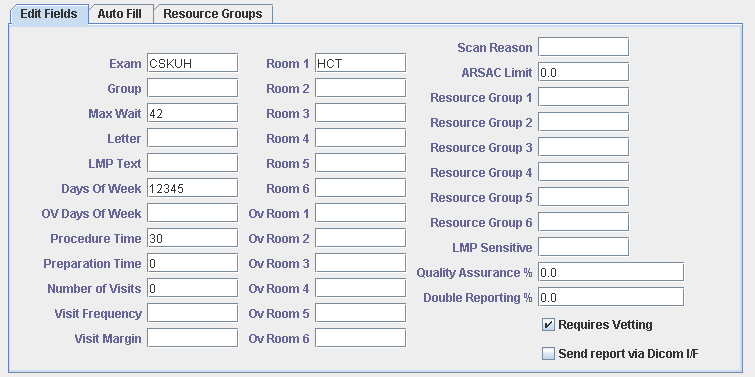 Edit Fields Auto Fill Resource Groups
Scan Reason
Exam CSKUH Room 1 HCT ARSAC Limit 0.0
Group Room 2 Resource Group 1
Max Wait 42 Room 3 Resource Group 2
Letter Room 4 Resource Group 3
LMP Text Room 5 Resource Group 4
Days Of Week 12345 Room 6 Resource Group 5
OV Days Of Week Ov Room 1 Resource Group 6
Procedure Time 30 Ov Room 2 LMP Sensitive
Preparation Time 0 Ov Room 3 Quality Assurance % 0.0
Number of Visits 0 Ov Room 4 Double Reporting % 0.0
Visit Frequency Ov Room 5 Requires Vetting
Visit Margin Ov Room 6
Send report via Dicom I/F